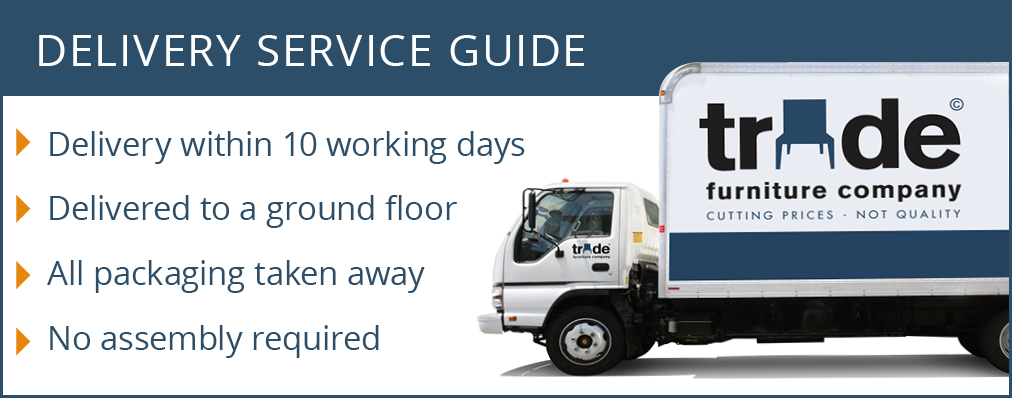 DELIVERY SERVICE GUIDE
Delivery within 10 working days
Delivered to a ground floor
All packaging taken away
No assembly required
trade©
furniture company
CUTTING PRICES - NOT QUALITY
trade
furniture company